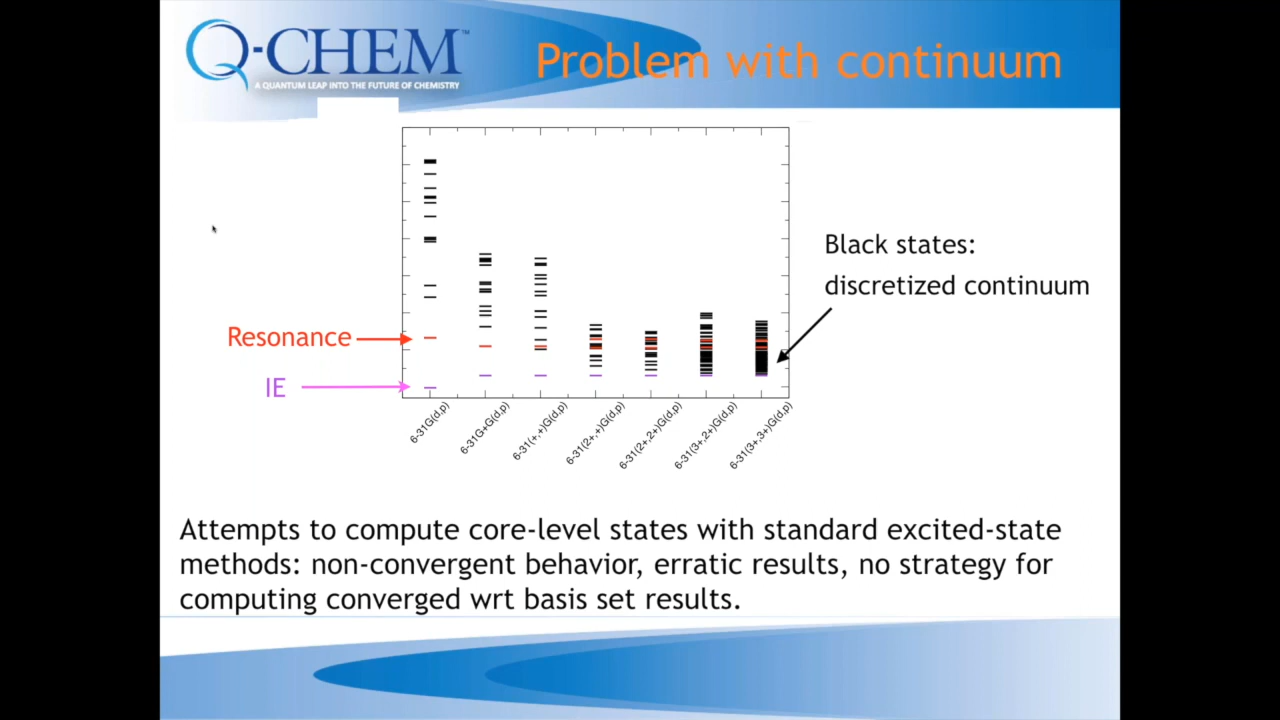 Q-CHEM™
A QUANTUM LEAP INTO THE FUTURE OF CHEMISTRY
Problem with continuum
Black states:
discretized continuum
Resonance
IE
6-31G(d,p)
6-31G+G(d,p)
6-31(+,+)G(d,p)
6-31(2+,+)G(d,p)
6-31(2+,2+)G(d,p)
6-31(3+,2+)G(d,p)
6-31(3+,3+)G(d,p)
Attempts to compute core-level states with standard excited-state
methods: non-convergent behavior, erratic results, no strategy for
computing converged wrt basis set results.